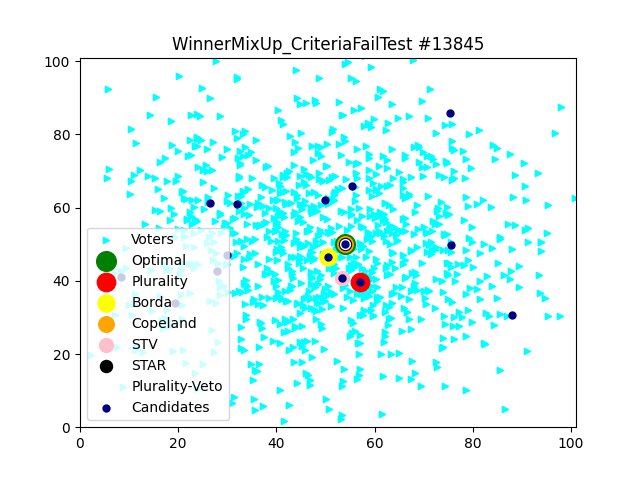 WinnerMixUp_CriteriaFailTest #13845
100
80
60
40
20
0
0 20 40 60 80 100
Voters
Optimal
Plurality
Borda
Copeland
STV
STAR
Plurality-Veto
Candidates